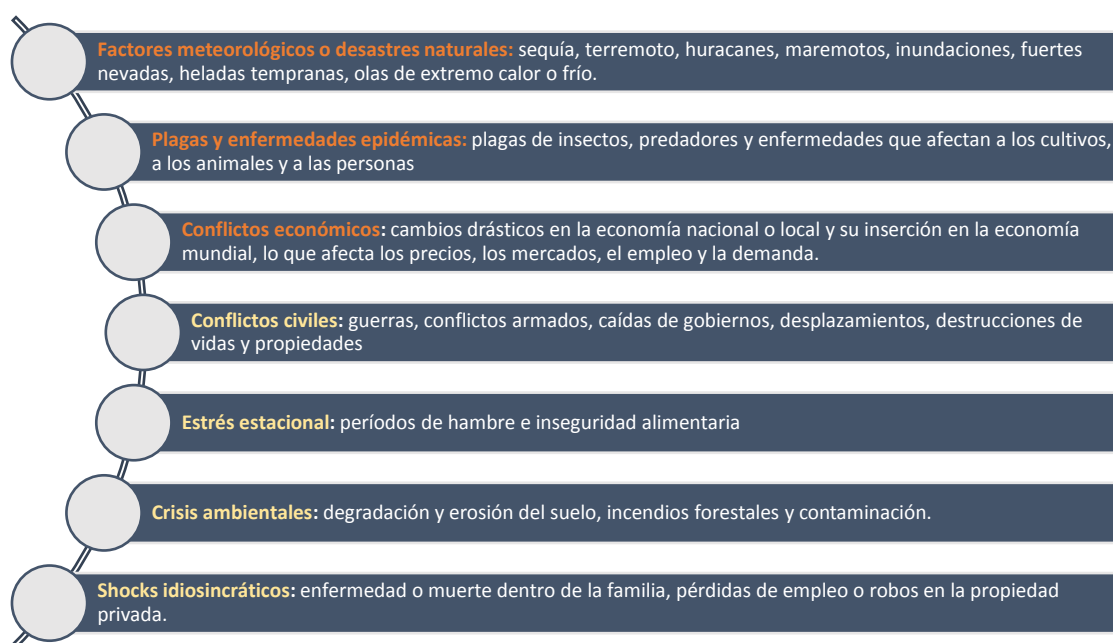 Factores meteorológicos o desastres naturales: sequía, terremoto, huracanes, maremotos, inundaciones, fuertes
nevadas, heladas tempranas, olas de extremo calor o frío.
Plagas y enfermedades epidémicas: plagas de insectos, predadores y enfermedades que afectan a los cultivos,
a los animales y a las personas
Conflictos económicos: cambios drásticos en la economía nacional o local y su inserción en la economía
mundial, lo que afecta los precios, los mercados, el empleo y la demanda.
Conflictos civiles: guerras, conflictos armados, caídas de gobiernos, desplazamientos, destrucciones de
vidas y propiedades
Estrés estacional: períodos de hambre e inseguridad alimentaria
Crisis ambientales: degradación y erosión del suelo, incendios forestales y contaminación.
Shocks idiosincráticos: enfermedad o muerte dentro de la familia, pérdidas de empleo o robos en la propiedad
privada.